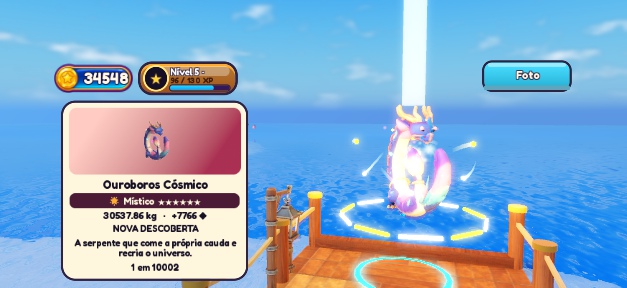 34548
Nível 5 -
96 / 130 XP
Foto
Ouroboros Cósmico
Místico ★★★★★★
30537.86 kg · +7766 ◆
NOVA DESCOBERTA
A serpente que come a própria cauda e
recria o universo.
1 em 10002